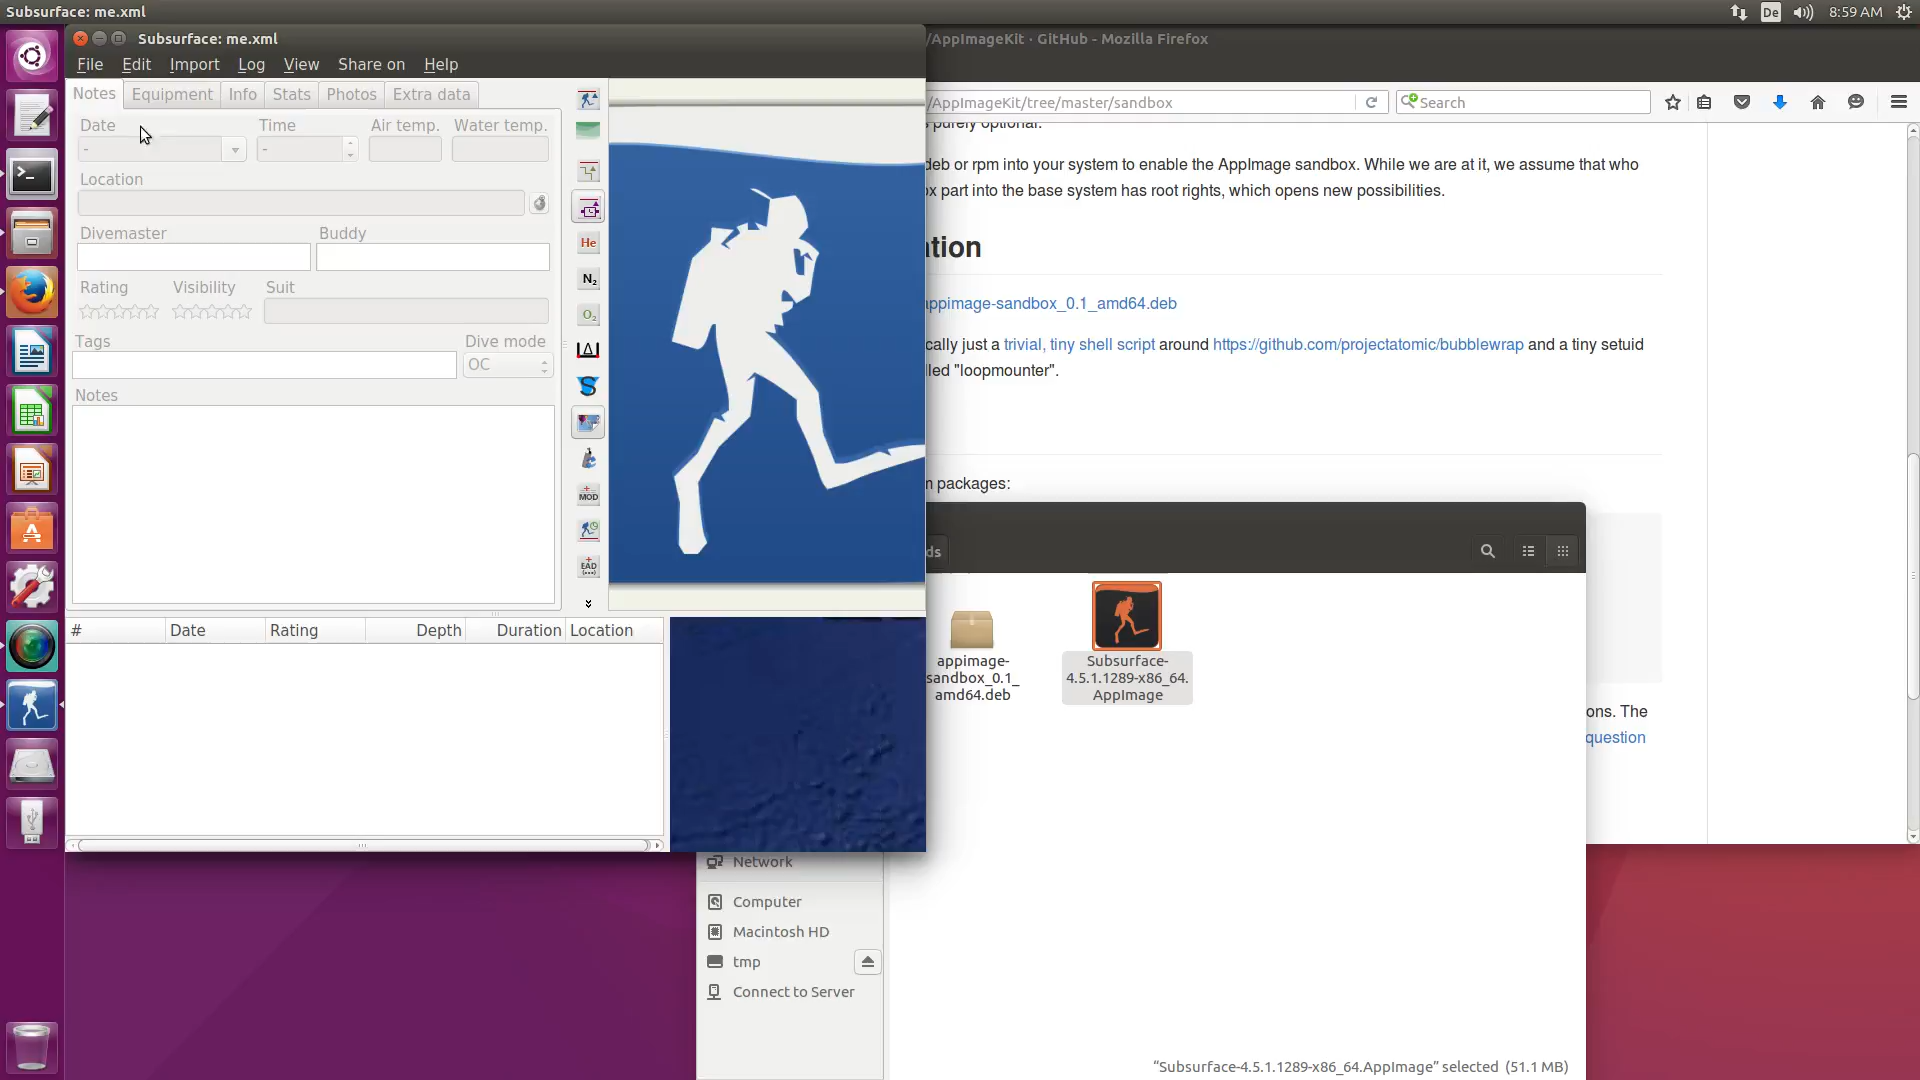 Subsurface: me.xml
De
8:59 AM
Subsurface: me.xml
/AppImageKit · GitHub - Mozilla Firefox
File Edit Import Log View Share on Help
Notes Equipment Info Stats Photos Extra data
/AppImageKit/tree/master/sandbox
Search
Date Time Air temp. Water temp.
- -
Location
Divemaster Buddy
Rating Visibility Suit
Tags Dive mode
OC
Notes
He
N2
O2
S
MOD
EAD
# Date Rating Depth Duration Location
s purely optional.
deb or rpm into your system to enable the AppImage sandbox. While we are at it, we assume that who
ox part into the base system has root rights, which opens new possibilities.
ation
appimage-sandbox_0.1_amd64.deb
cally just a trivial, tiny shell script around https://github.com/projectatomic/bubblewrap and a tiny setuid
lled "loopmounter".
m packages:
ons. The
question
ds
appimage-
sandbox_0.1_
amd64.deb
Subsurface-
4.5.1.1289-x86_64.
AppImage
Network
Computer
Macintosh HD
tmp
Connect to Server
“Subsurface-4.5.1.1289-x86_64.AppImage” selected (51.1 MB)